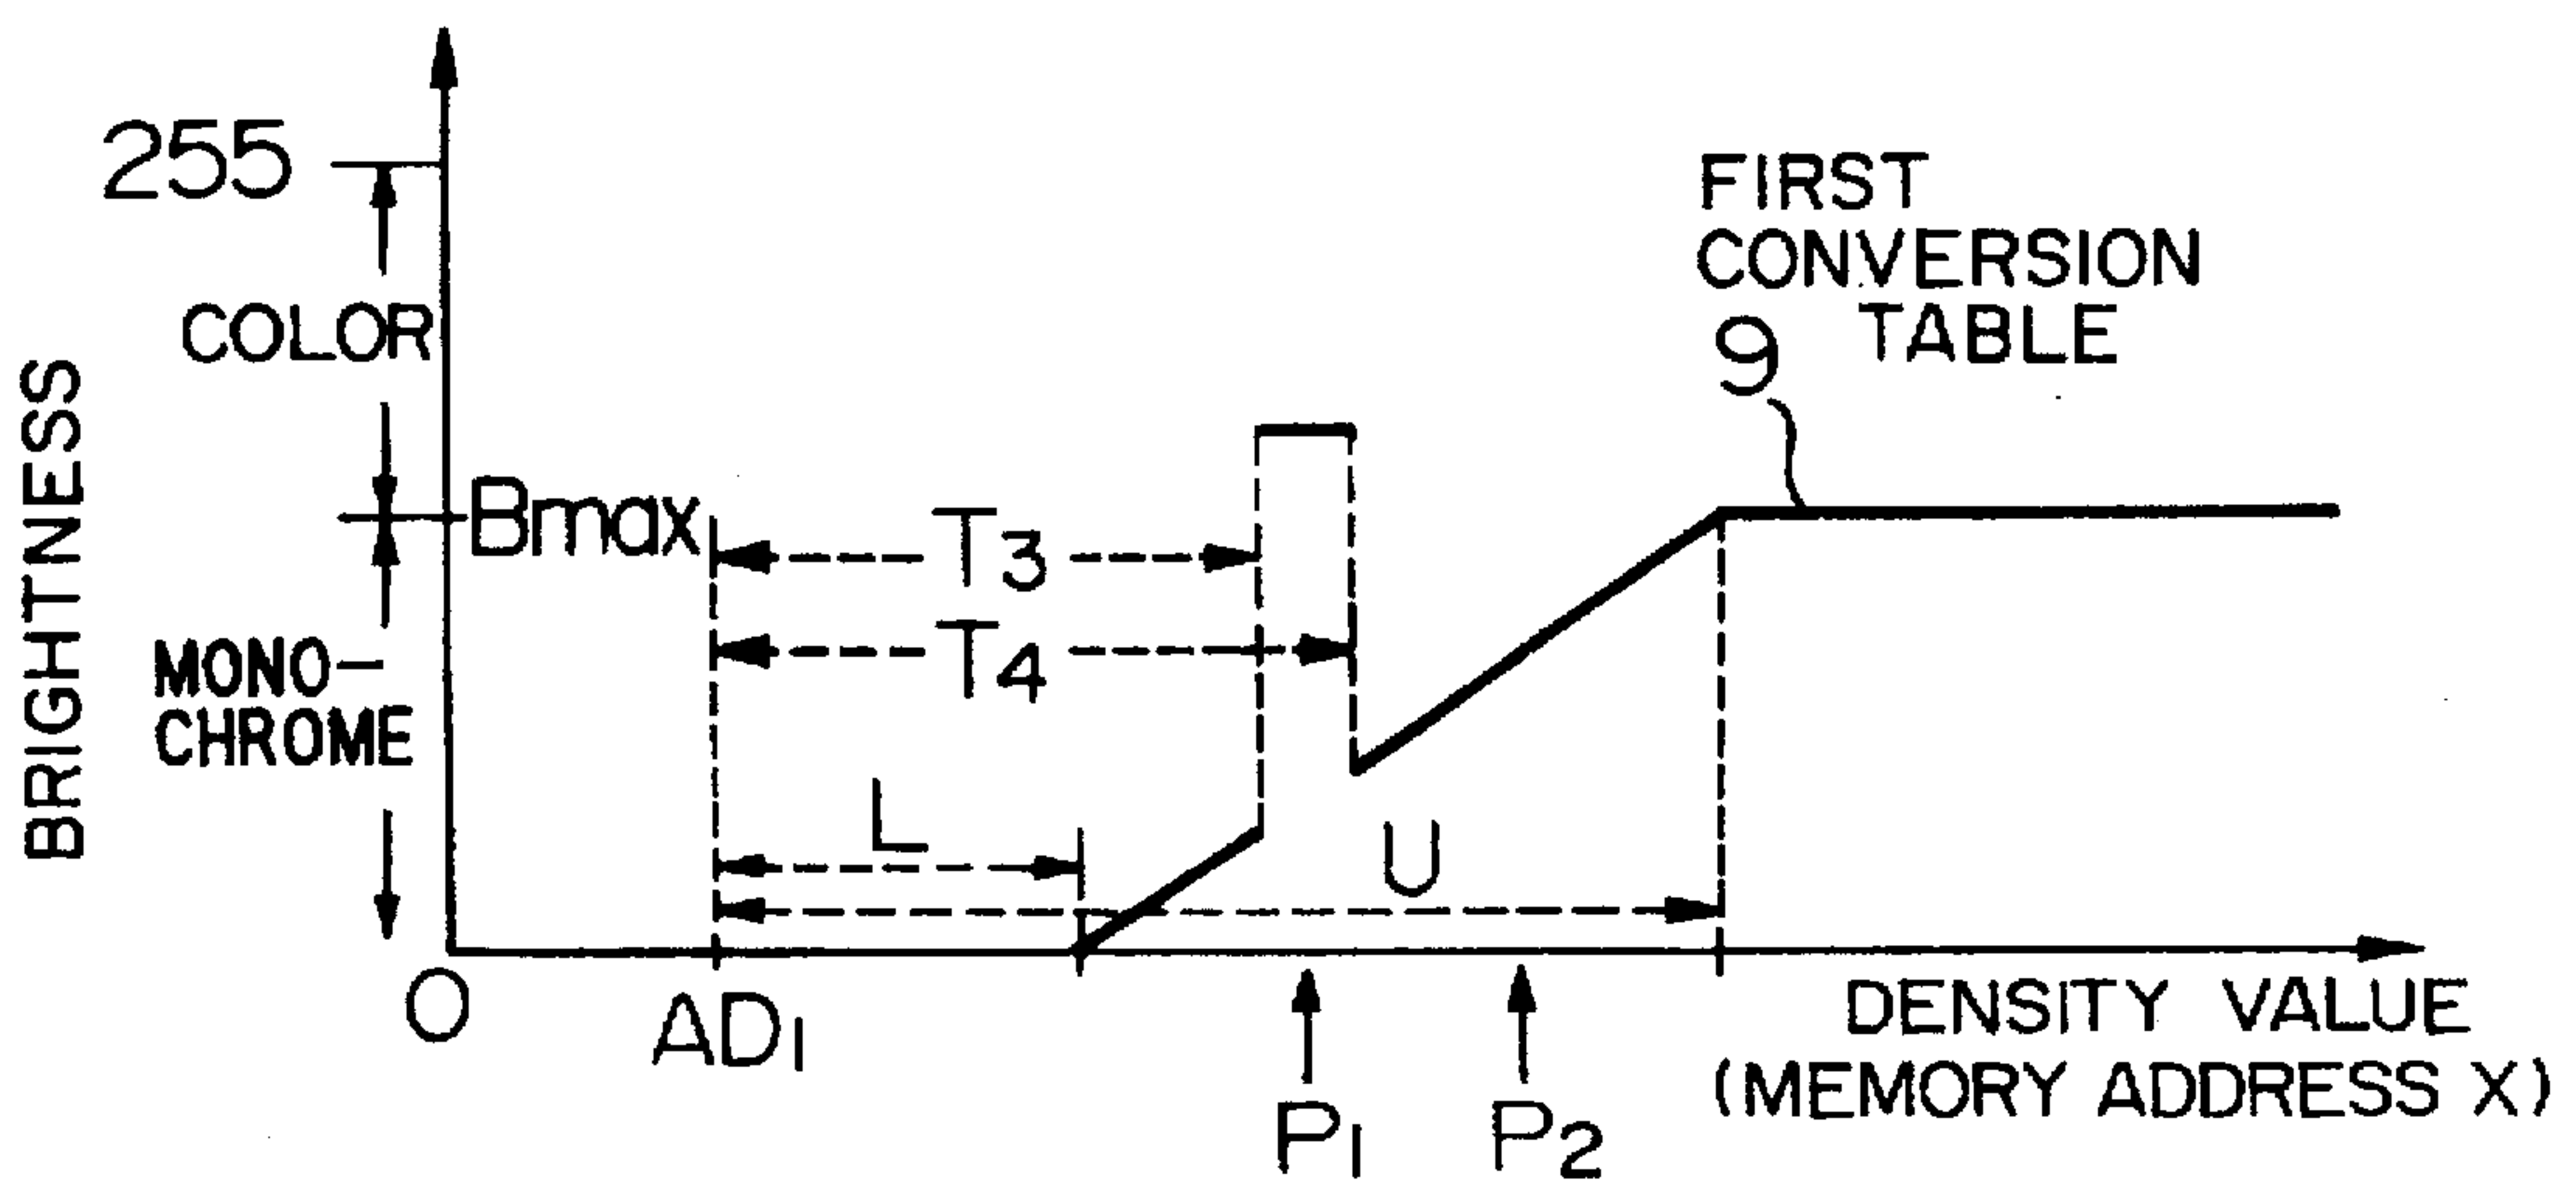 255
COLOR
BRIGHTNESS
Bmax
MONO-
CHROME
FIRST
CONVERSION
TABLE
9
T3
T4
L
U
O
AD1
P1
P2
DENSITY VALUE
(MEMORY ADDRESS X)